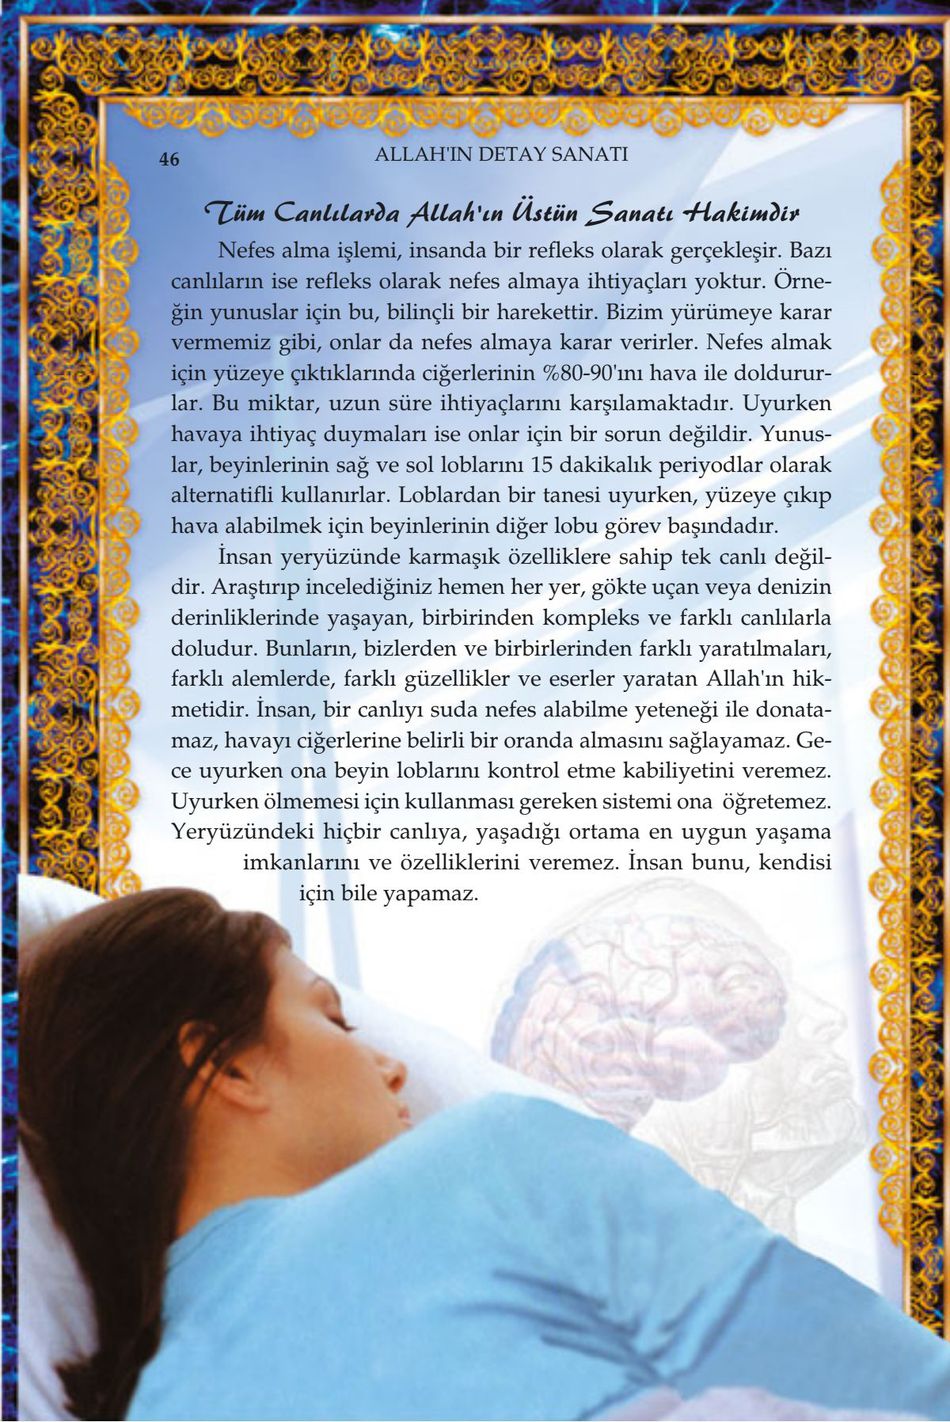 46
ALLAH'IN DETAY SANATI
Tüm Canlılarda Allah'ın Üstün Sanatı Hakimdir
Nefes alma işlemi, insanda bir refleks olarak gerçekleşir. Bazı
canlıların ise refleks olarak nefes almaya ihtiyaçları yoktur. Örne-
ğin yunuslar için bu, bilinçli bir harekettir. Bizim yürümeye karar
vermemiz gibi, onlar da nefes almaya karar verirler. Nefes almak
için yüzeye çıktıklarında ciğerlerinin %80-90'ını hava ile doldurur-
lar. Bu miktar, uzun süre ihtiyaçlarını karşılamaktadır. Uyurken
havaya ihtiyaç duymaları ise onlar için bir sorun değildir. Yunus-
lar, beyinlerinin sağ ve sol loblarını 15 dakikalık periyodlar olarak
alternatifli kullanırlar. Loblardan bir tanesi uyurken, yüzeye çıkıp
hava alabilmek için beyinlerinin diğer lobu görev başındadır.
İnsan yeryüzünde karmaşık özelliklere sahip tek canlı değil-
dir. Araştırıp incelediğiniz hemen her yer, gökte uçan veya denizin
derinliklerinde yaşayan, birbirinden kompleks ve farklı canlılarla
doludur. Bunların, bizlerden ve birbirlerinden farklı yaratılmaları,
farklı alemlerde, farklı güzellikler ve eserler yaratan Allah'ın hik-
metidir. İnsan, bir canlıyı suda nefes alabilme yeteneği ile donata-
maz, havayı ciğerlerine belirli bir oranda almasını sağlayamaz. Ge-
ce uyurken ona beyin loblarını kontrol etme kabiliyetini veremez.
Uyurken ölmemesi için kullanması gereken sistemi ona öğretemez.
Yeryüzündeki hiçbir canlıya, yaşadığı ortama en uygun yaşama
imkanlarını ve özelliklerini veremez. İnsan bunu, kendisi
için bile yapamaz.